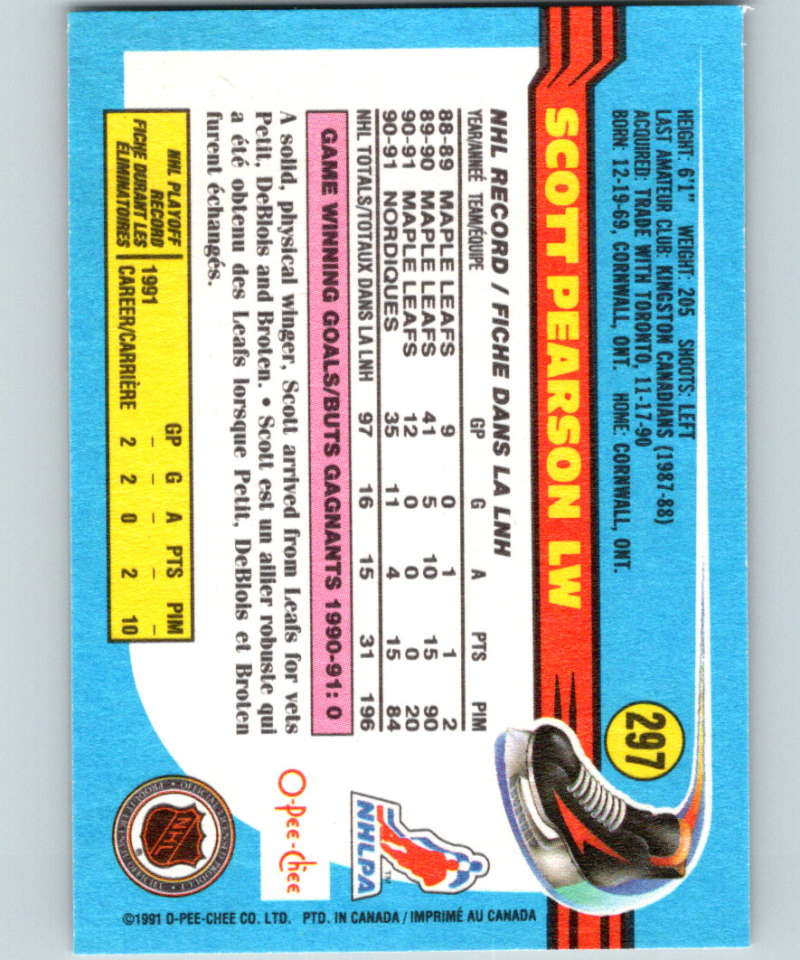 HEIGHT: 6'1" WEIGHT: 205 SHOOTS: LEFT
LAST AMATEUR CLUB: KINGSTON CANADIANS (1987-88)
ACQUIRED: TRADE WITH TORONTO, 11-17-90
BORN: 12-19-69, CORNWALL, ONT. HOME: CORNWALL, ONT.
297
SCOTT PEARSON LW
NHL RECORD / FICHE DANS LA LNH
YEAR/ANNÉE TEAM/ÉQUIPE GP G A PTS PIM
88-89 MAPLE LEAFS 9 0 1 1 2
89-90 MAPLE LEAFS 41 5 10 15 90
90-91 MAPLE LEAFS 12 0 0 0 20
90-91 NORDIQUES 35 11 4 15 84
NHL TOTALS/TOTAUX DANS LA LNH 97 16 15 31 196
GAME WINNING GOALS/BUTS GAGNANTS 1990-91: 0
A solid, physical winger, Scott arrived from Leafs for vets
Petit, DeBlois and Broten. • Scott est un ailier robuste qui
a été obtenu des Leafs lorsque Petit, DeBlois et Broten
furent échangés.
NHL PLAYOFF
RECORD
FICHE DURANT LES
ÉLIMINATOIRES
GP G A PTS PIM
1991 – – – – –
CAREER/CARRIÈRE 2 2 0 2 10
NHLPA
TM
O-Pee-Chee
NHL
©1991 O-PEE-CHEE CO. LTD. PTD. IN CANADA / IMPRIMÉ AU CANADA